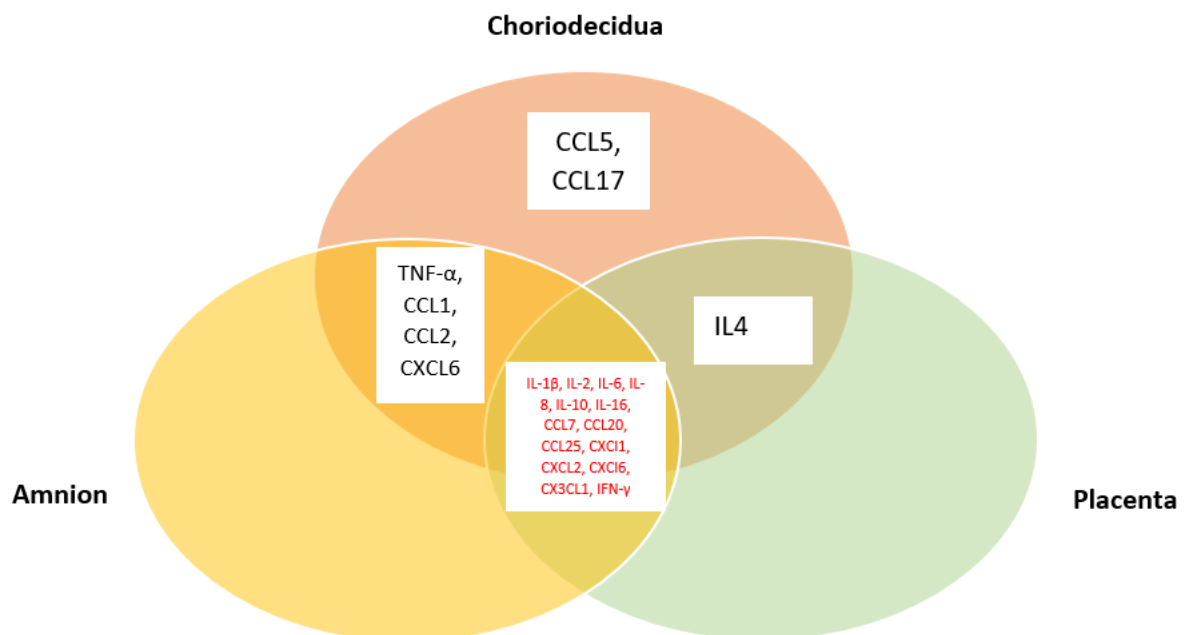 Choriodecidua
CCL5,
CCL17
TNF-α,
CCL1,
CCL2,
CXCL6
IL4
IL-1β, IL-2, IL-6, IL-
8, IL-10, IL-16,
CCL7, CCL20,
CCL25, CXCl1,
CXCL2, CXCl6,
CX3CL1, IFN-γ
Amnion
Placenta